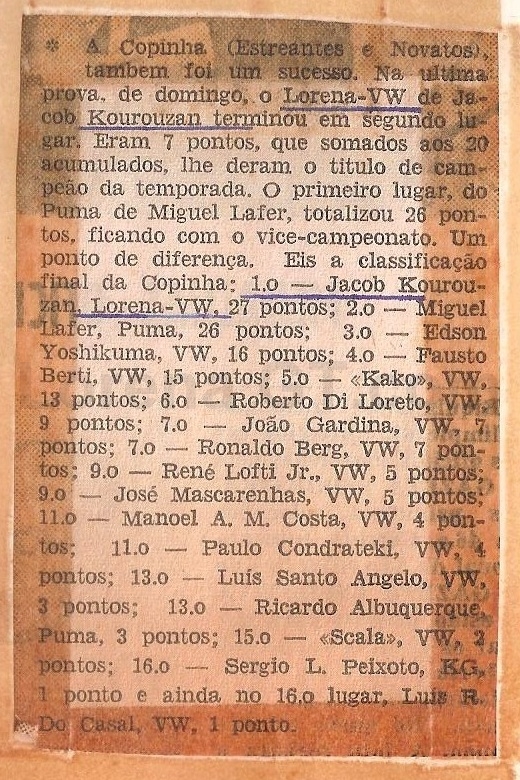 * A Copinha (Estreantes e Novatos),
tambem foi um sucesso. Na ultima
prova, de domingo, o Lorena-VW de Ja-
cob Kourouzan terminou em segundo lu-
gar. Eram 7 pontos, que somados aos 20
acumulados, lhe deram o titulo de cam-
peão da temporada. O primeiro lugar, do
Puma de Miguel Lafer, totalizou 26 pon-
tos, ficando com o vice-campeonato. Um
ponto de diferença. Eis a classificação
final da Copinha: 1.o — Jacob Kourou-
zan, Lorena-VW, 27 pontos; 2.o — Miguel
Lafer, Puma, 26 pontos; 3.o — Edson
Yoshikuma, VW, 16 pontos; 4.o — Fausto
Berti, VW, 15 pontos; 5.o — «Kako», VW,
13 pontos; 6.o — Roberto Di Loreto, VW,
9 pontos; 7.o — João Gardina, VW, 7
pontos; 7.o — Ronaldo Berg, VW, 7 pon-
tos; 9.o — René Lofti Jr., VW, 5 pontos;
9.o — José Mascarenhas, VW, 5 pontos;
11.o — Manoel A. M. Costa, VW, 4 pon-
tos; 11.o — Paulo Condrateki, VW, 4
pontos; 13.o — Luís Santo Angelo, VW,
3 pontos; 13.o — Ricardo Albuquerque,
Puma, 3 pontos; 15.o — «Scala», VW, 2
pontos; 16.o — Sergio L. Peixoto, KG,
1 ponto e ainda no 16.o lugar, Luis R.
Do Casal, VW, 1 ponto.